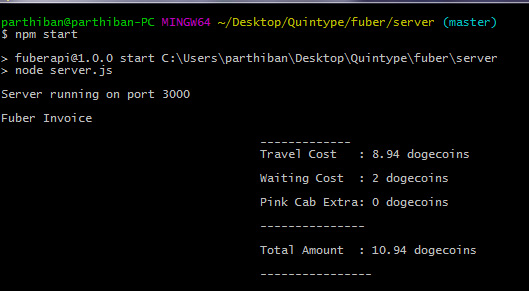 parthiban@parthiban-PC MINGW64 ~/Desktop/Quintype/fuber/server (master)
$ npm start
> fuberapi@1.0.0 start C:\Users\parthiban\Desktop\Quintype\fuber\server
> node server.js
Server running on port 3000
Fuber Invoice
-------------
Travel Cost   : 8.94 dogecoins
Waiting Cost  : 2 dogecoins
Pink Cab Extra: 0 dogecoins
---------------
Total Amount  : 10.94 dogecoins
----------------